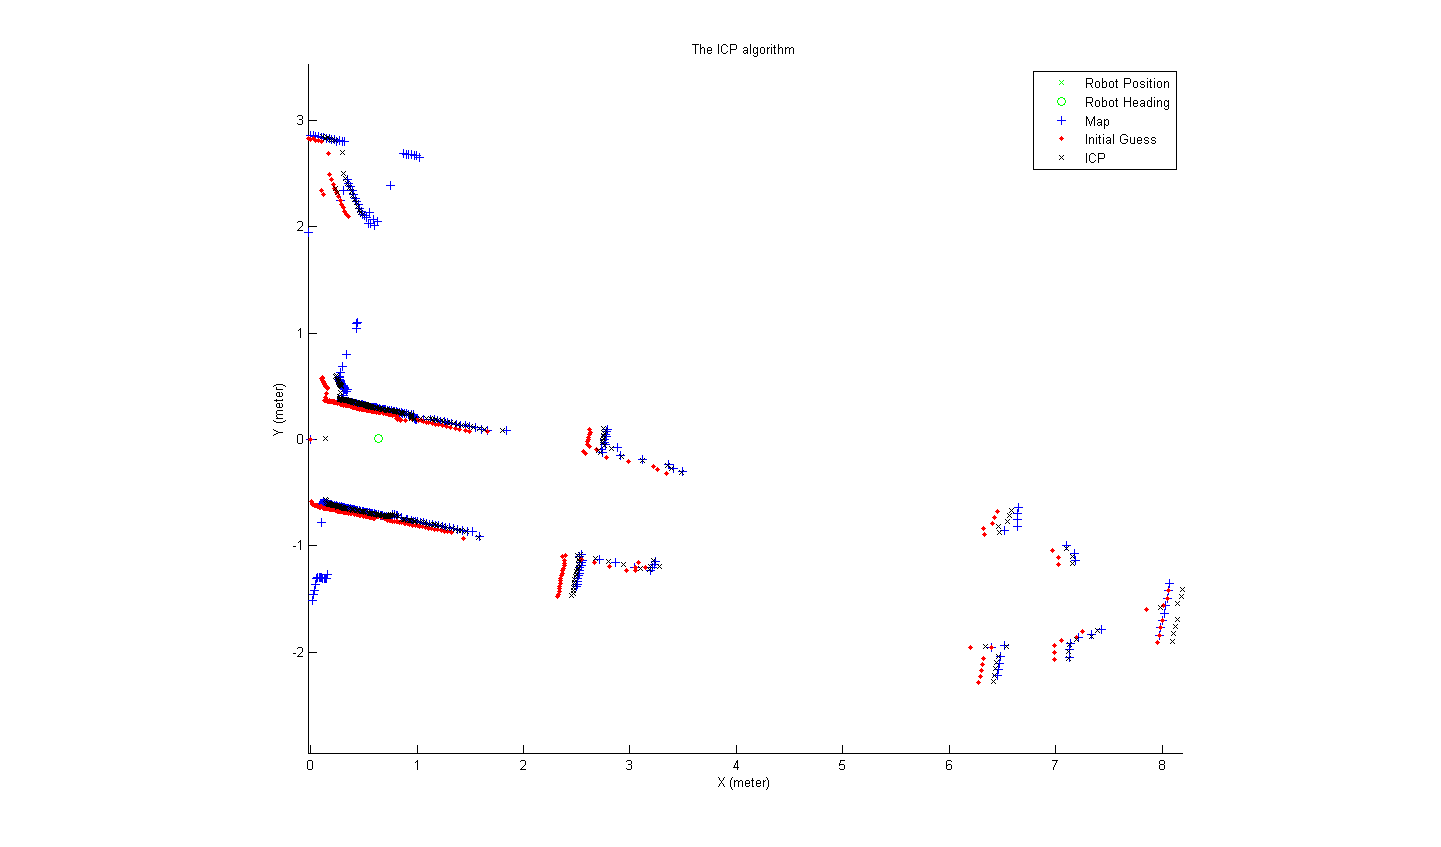 The ICP algorithm
Robot Position
Robot Heading
Map
Initial Guess
ICP
3
2
1
0
-1
-2
Y (meter)
0 1 2 3 4 5 6 7 8
X (meter)